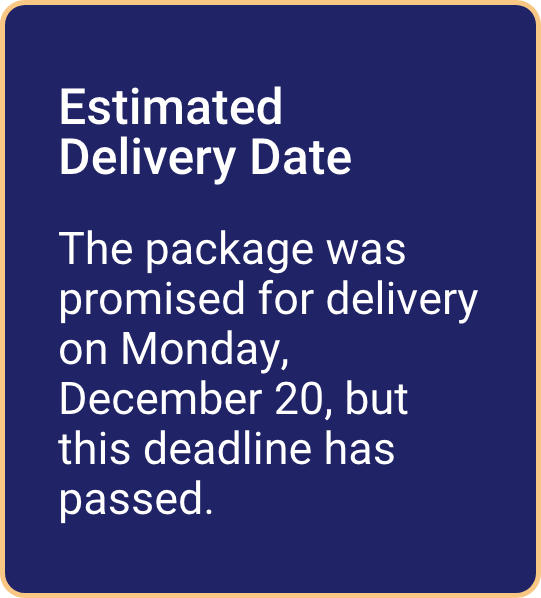 Estimated
Delivery Date
The package was
promised for delivery
on Monday,
December 20, but
this deadline has
passed.